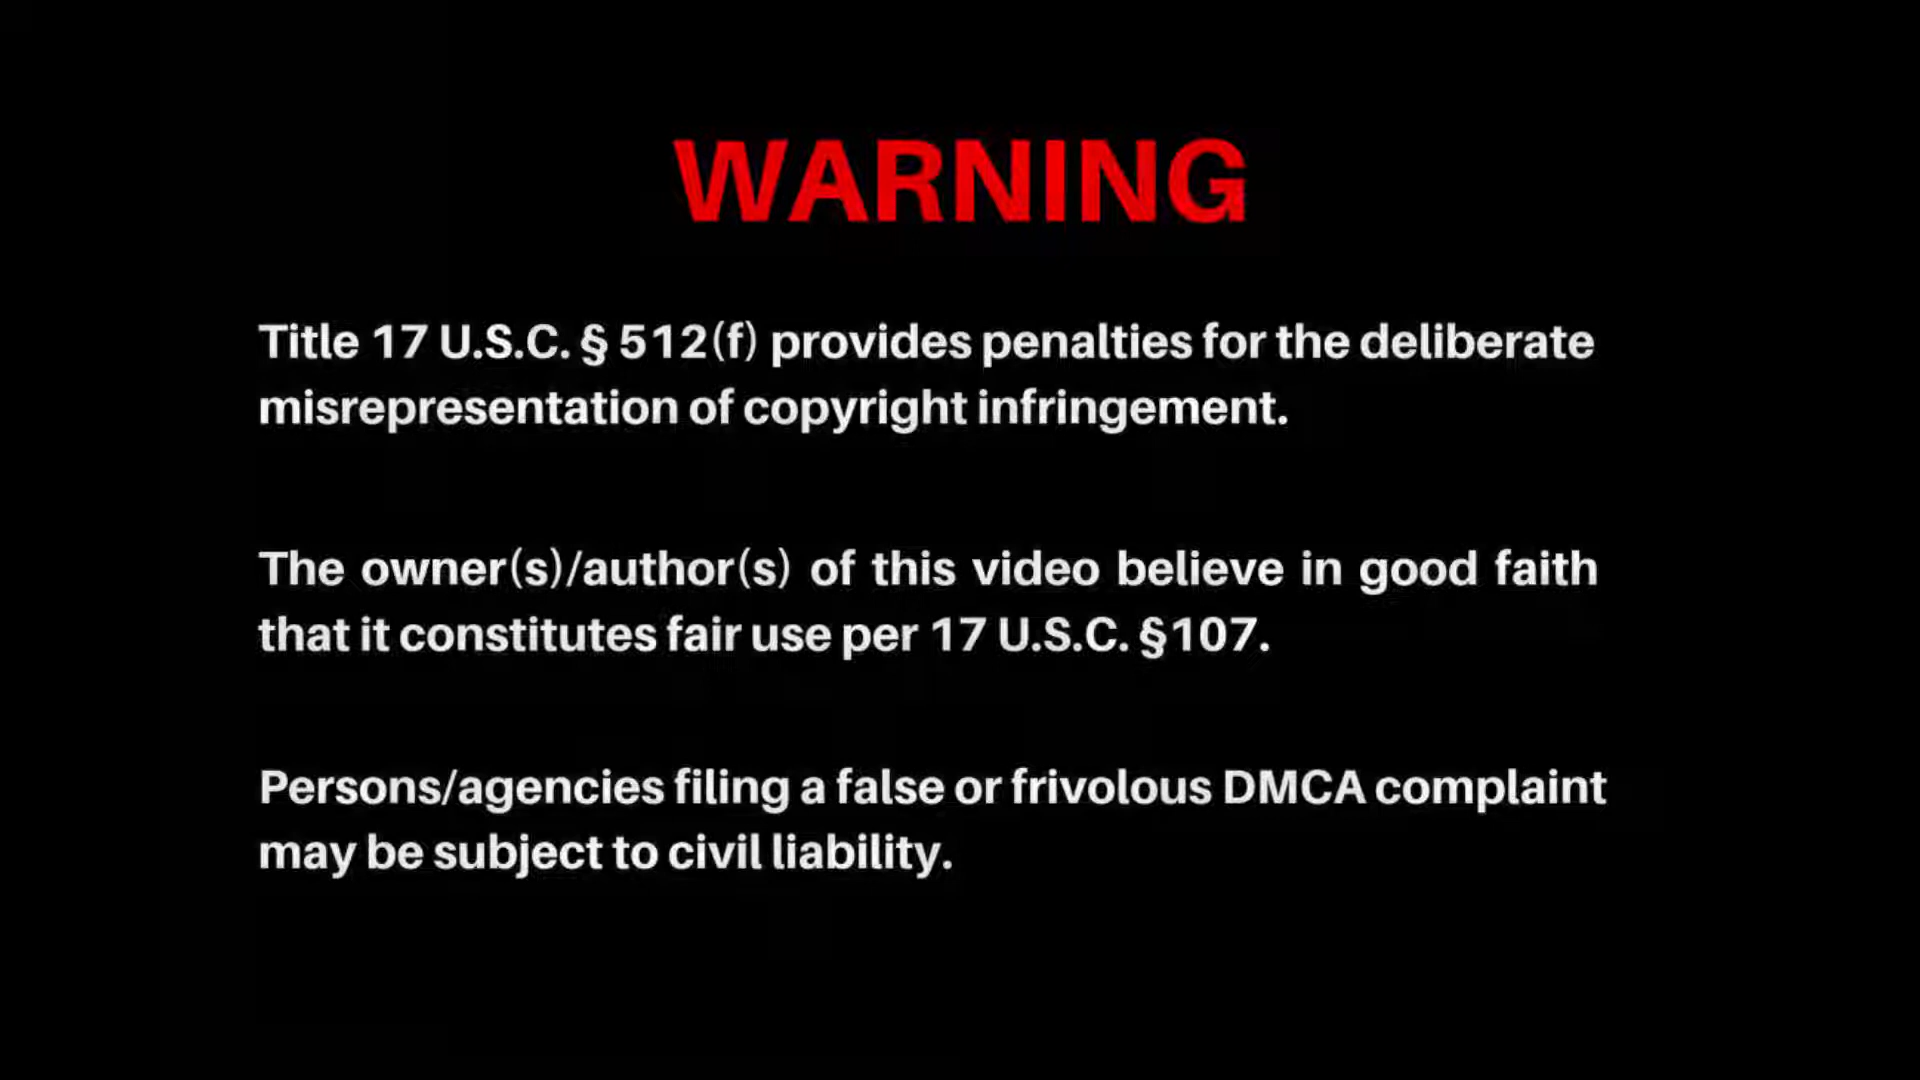 WARNING
Title 17 U.S.C. § 512(f) provides penalties for the deliberate
misrepresentation of copyright infringement.
The owner(s)/author(s) of this video believe in good faith
that it constitutes fair use per 17 U.S.C. §107.
Persons/agencies filing a false or frivolous DMCA complaint
may be subject to civil liability.